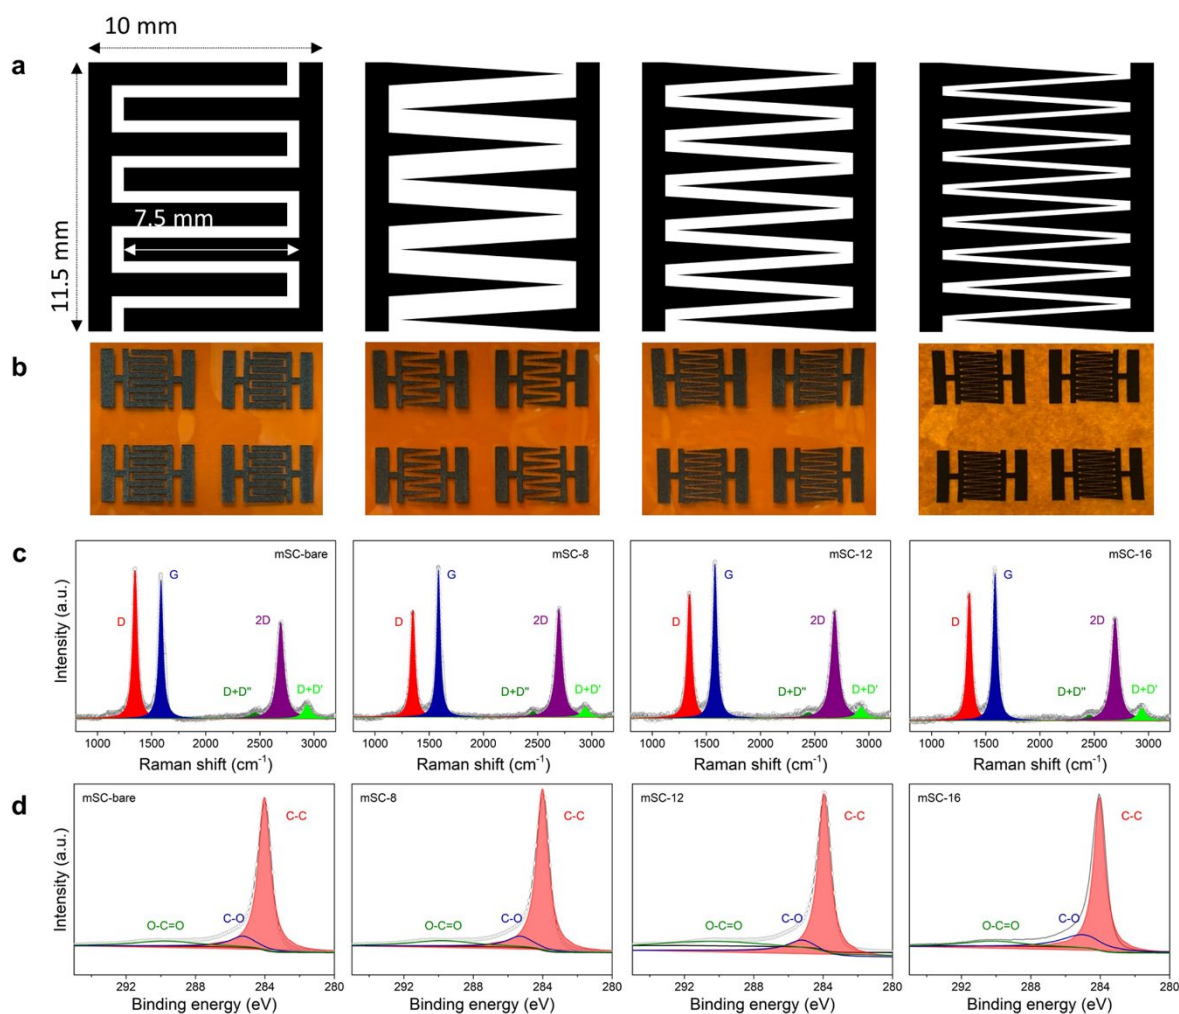 10 mm
a
11.5 mm
7.5 mm
b
c
mSC-bare
mSC-8
mSC-12
mSC-16
Intensity (a.u.)
D
G
2D
D+D"
D+D'
D
G
2D
D+D"
D+D'
D
G
2D
D+D"
D+D'
D
G
2D
D+D"
D+D'
1000 1500 2000 2500 3000
1000 1500 2000 2500 3000
1000 1500 2000 2500 3000
1000 1500 2000 2500 3000
Raman shift (cm⁻¹)
Raman shift (cm⁻¹)
Raman shift (cm⁻¹)
Raman shift (cm⁻¹)
d
mSC-bare
mSC-8
mSC-12
mSC-16
Intensity (a.u.)
C-C
C-O
O-C=O
C-C
C-O
O-C=O
C-C
C-O
O-C=O
C-C
C-O
O-C=O
292 288 284 280
292 288 284 280
292 288 284 280
292 288 284 280
Binding energy (eV)
Binding energy (eV)
Binding energy (eV)
Binding energy (eV)